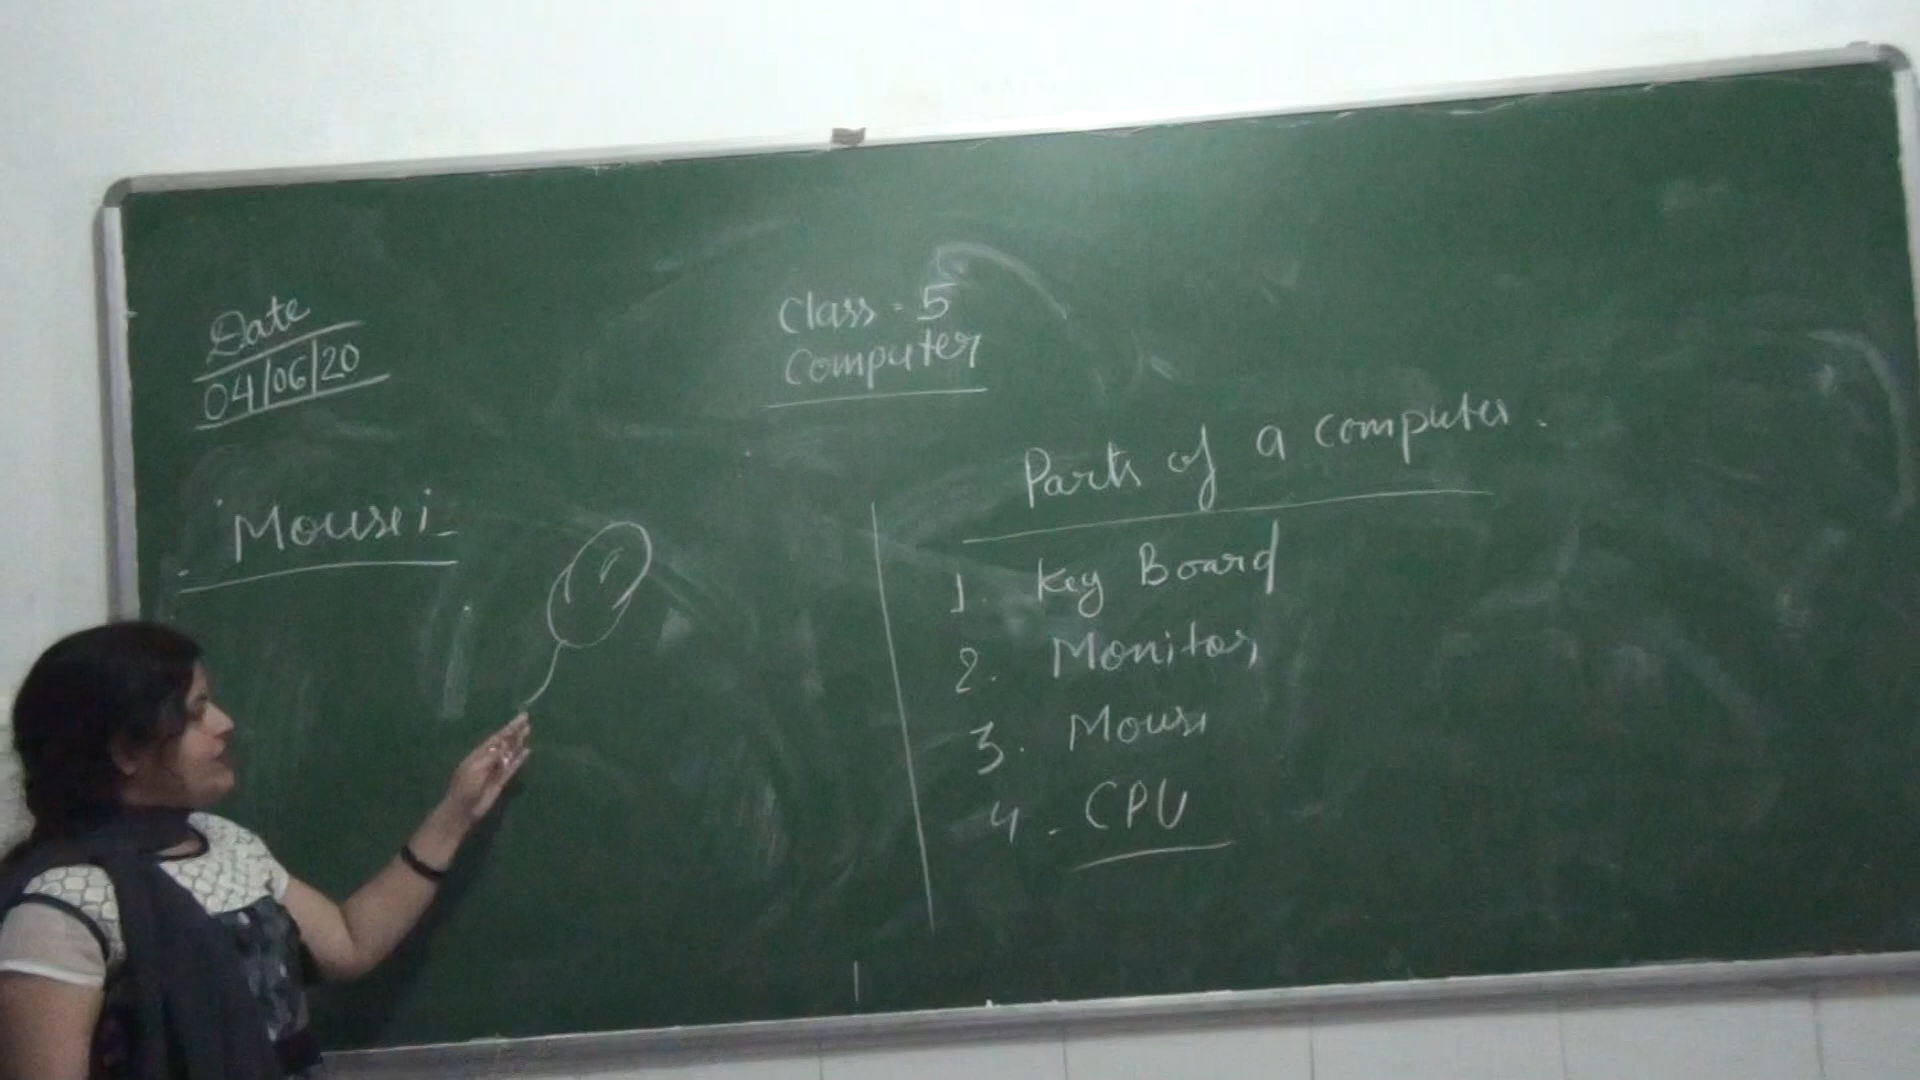 Date
04/06/20
Class - 5
Computer
Mouse :-
Parts of a computer.
1. Key Board
2. Monitor
3. Mouse
4. CPU